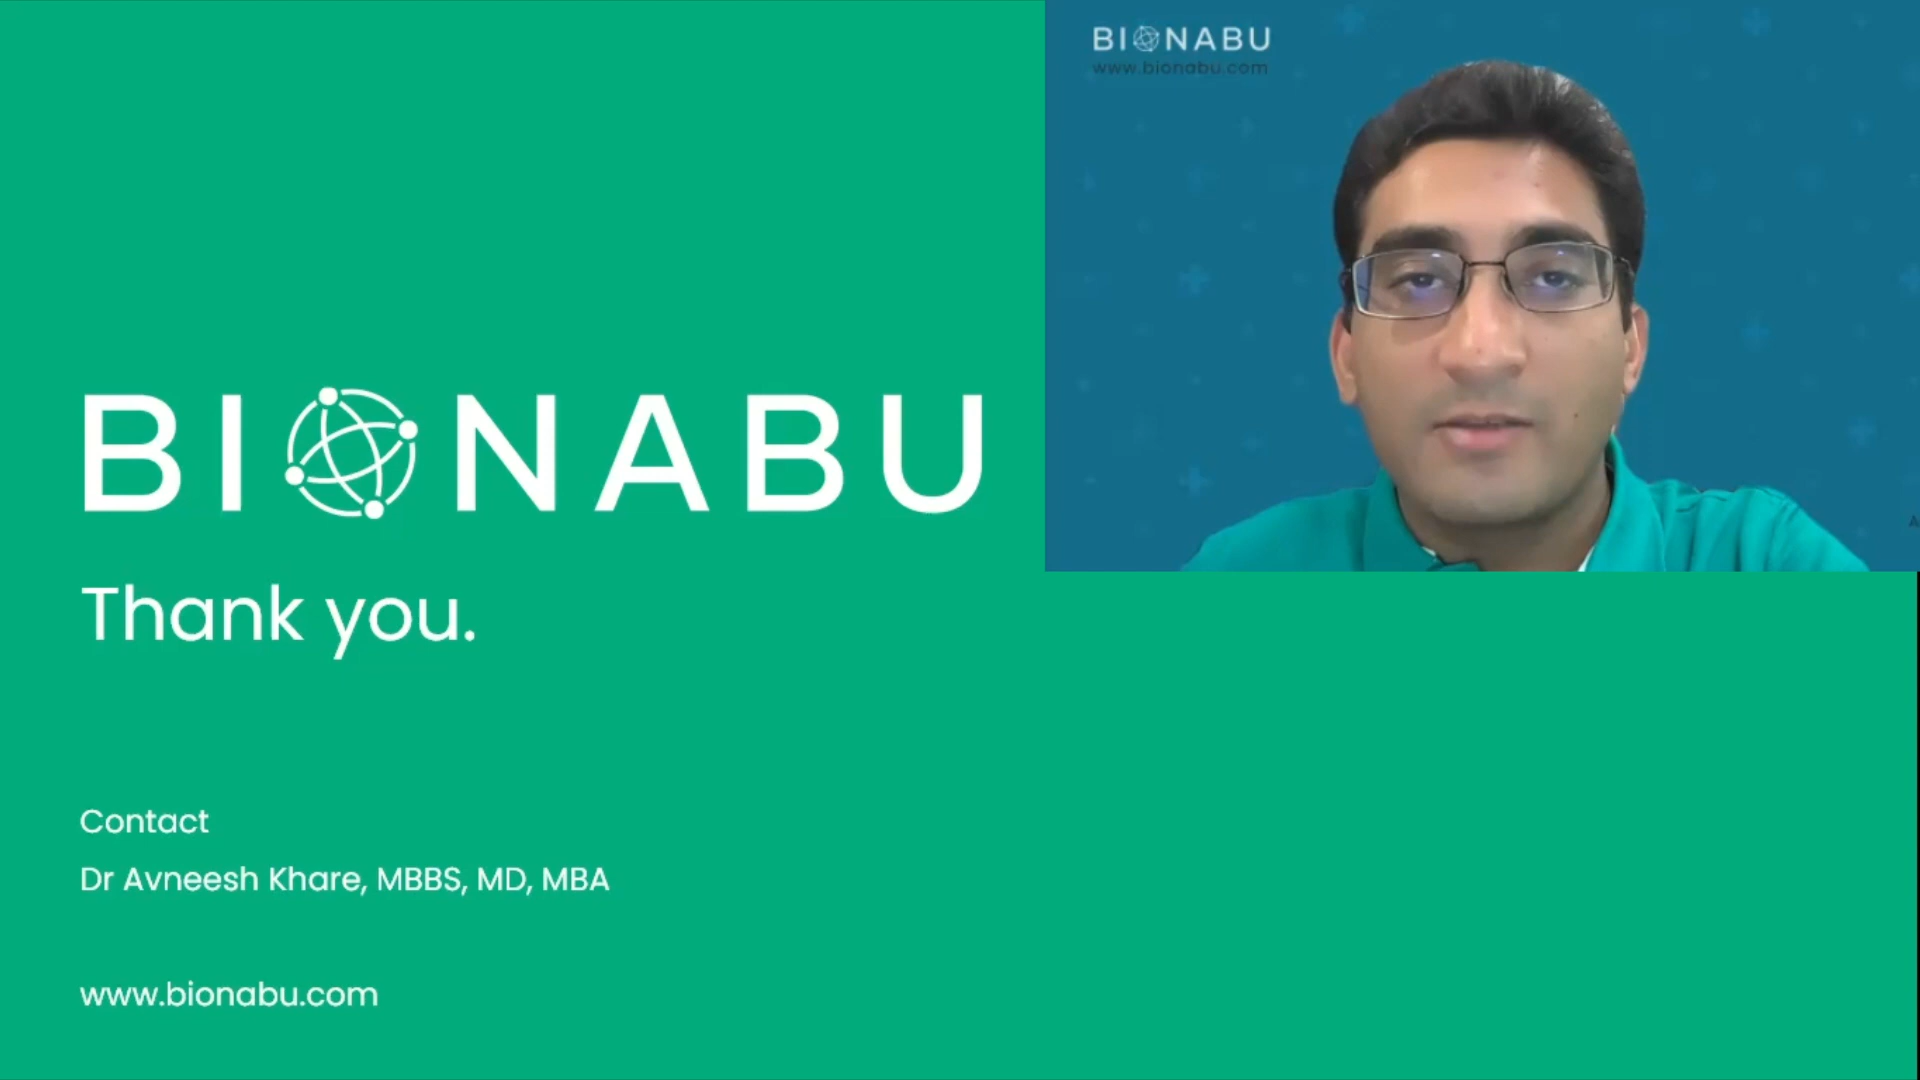 BIONABU
Thank you.
Contact
Dr Avneesh Khare, MBBS, MD, MBA
www.bionabu.com
BIONABU
www.bionabu.com
A